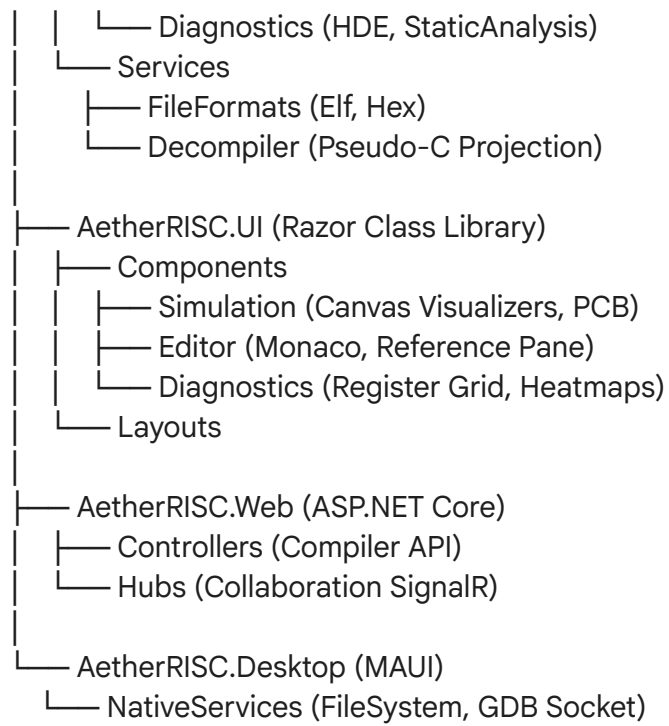 │ │ └── Diagnostics (HDE, StaticAnalysis)
│ └── Services
│ ├── FileFormats (Elf, Hex)
│ └── Decompiler (Pseudo-C Projection)
│
├── AetherRISC.UI (Razor Class Library)
│ ├── Components
│ │ ├── Simulation (Canvas Visualizers, PCB)
│ │ ├── Editor (Monaco, Reference Pane)
│ │ └── Diagnostics (Register Grid, Heatmaps)
│ └── Layouts
│
├── AetherRISC.Web (ASP.NET Core)
│ ├── Controllers (Compiler API)
│ └── Hubs (Collaboration SignalR)
│
└── AetherRISC.Desktop (MAUI)
└── NativeServices (FileSystem, GDB Socket)